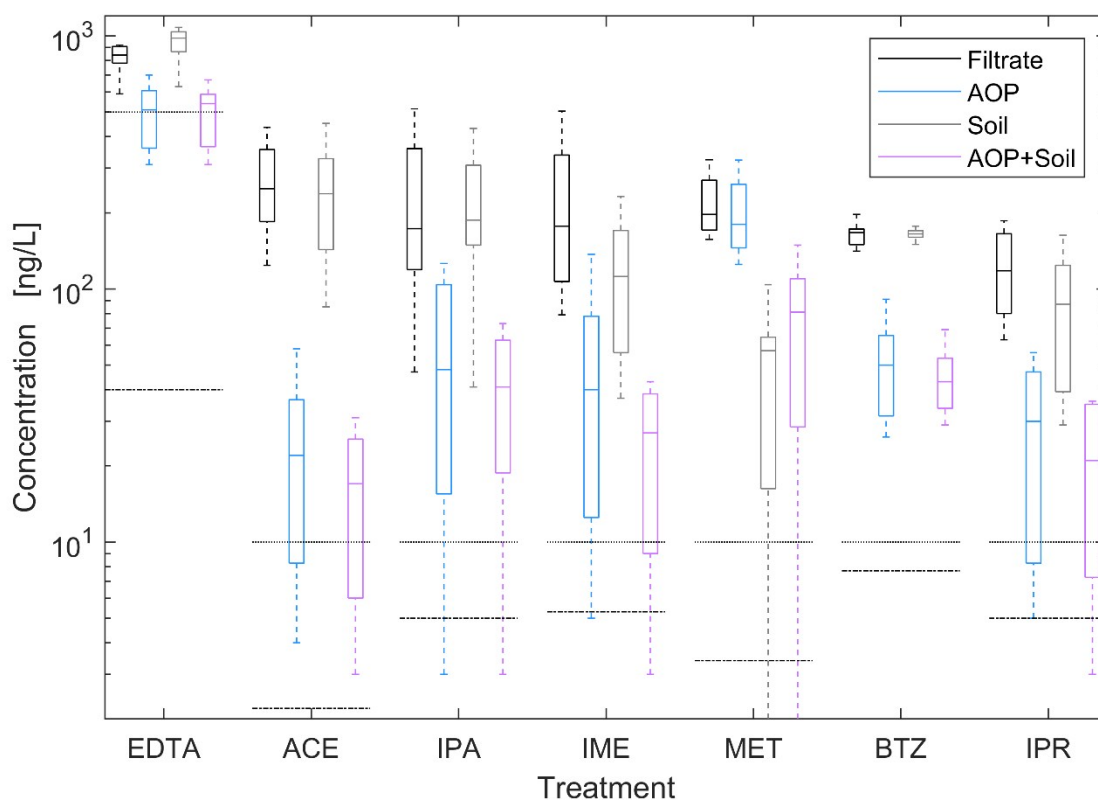 10³
10²
10¹
Concentration [ng/L]
Filtrate
AOP
Soil
AOP+Soil
EDTA ACE IPA IME MET BTZ IPR
Treatment